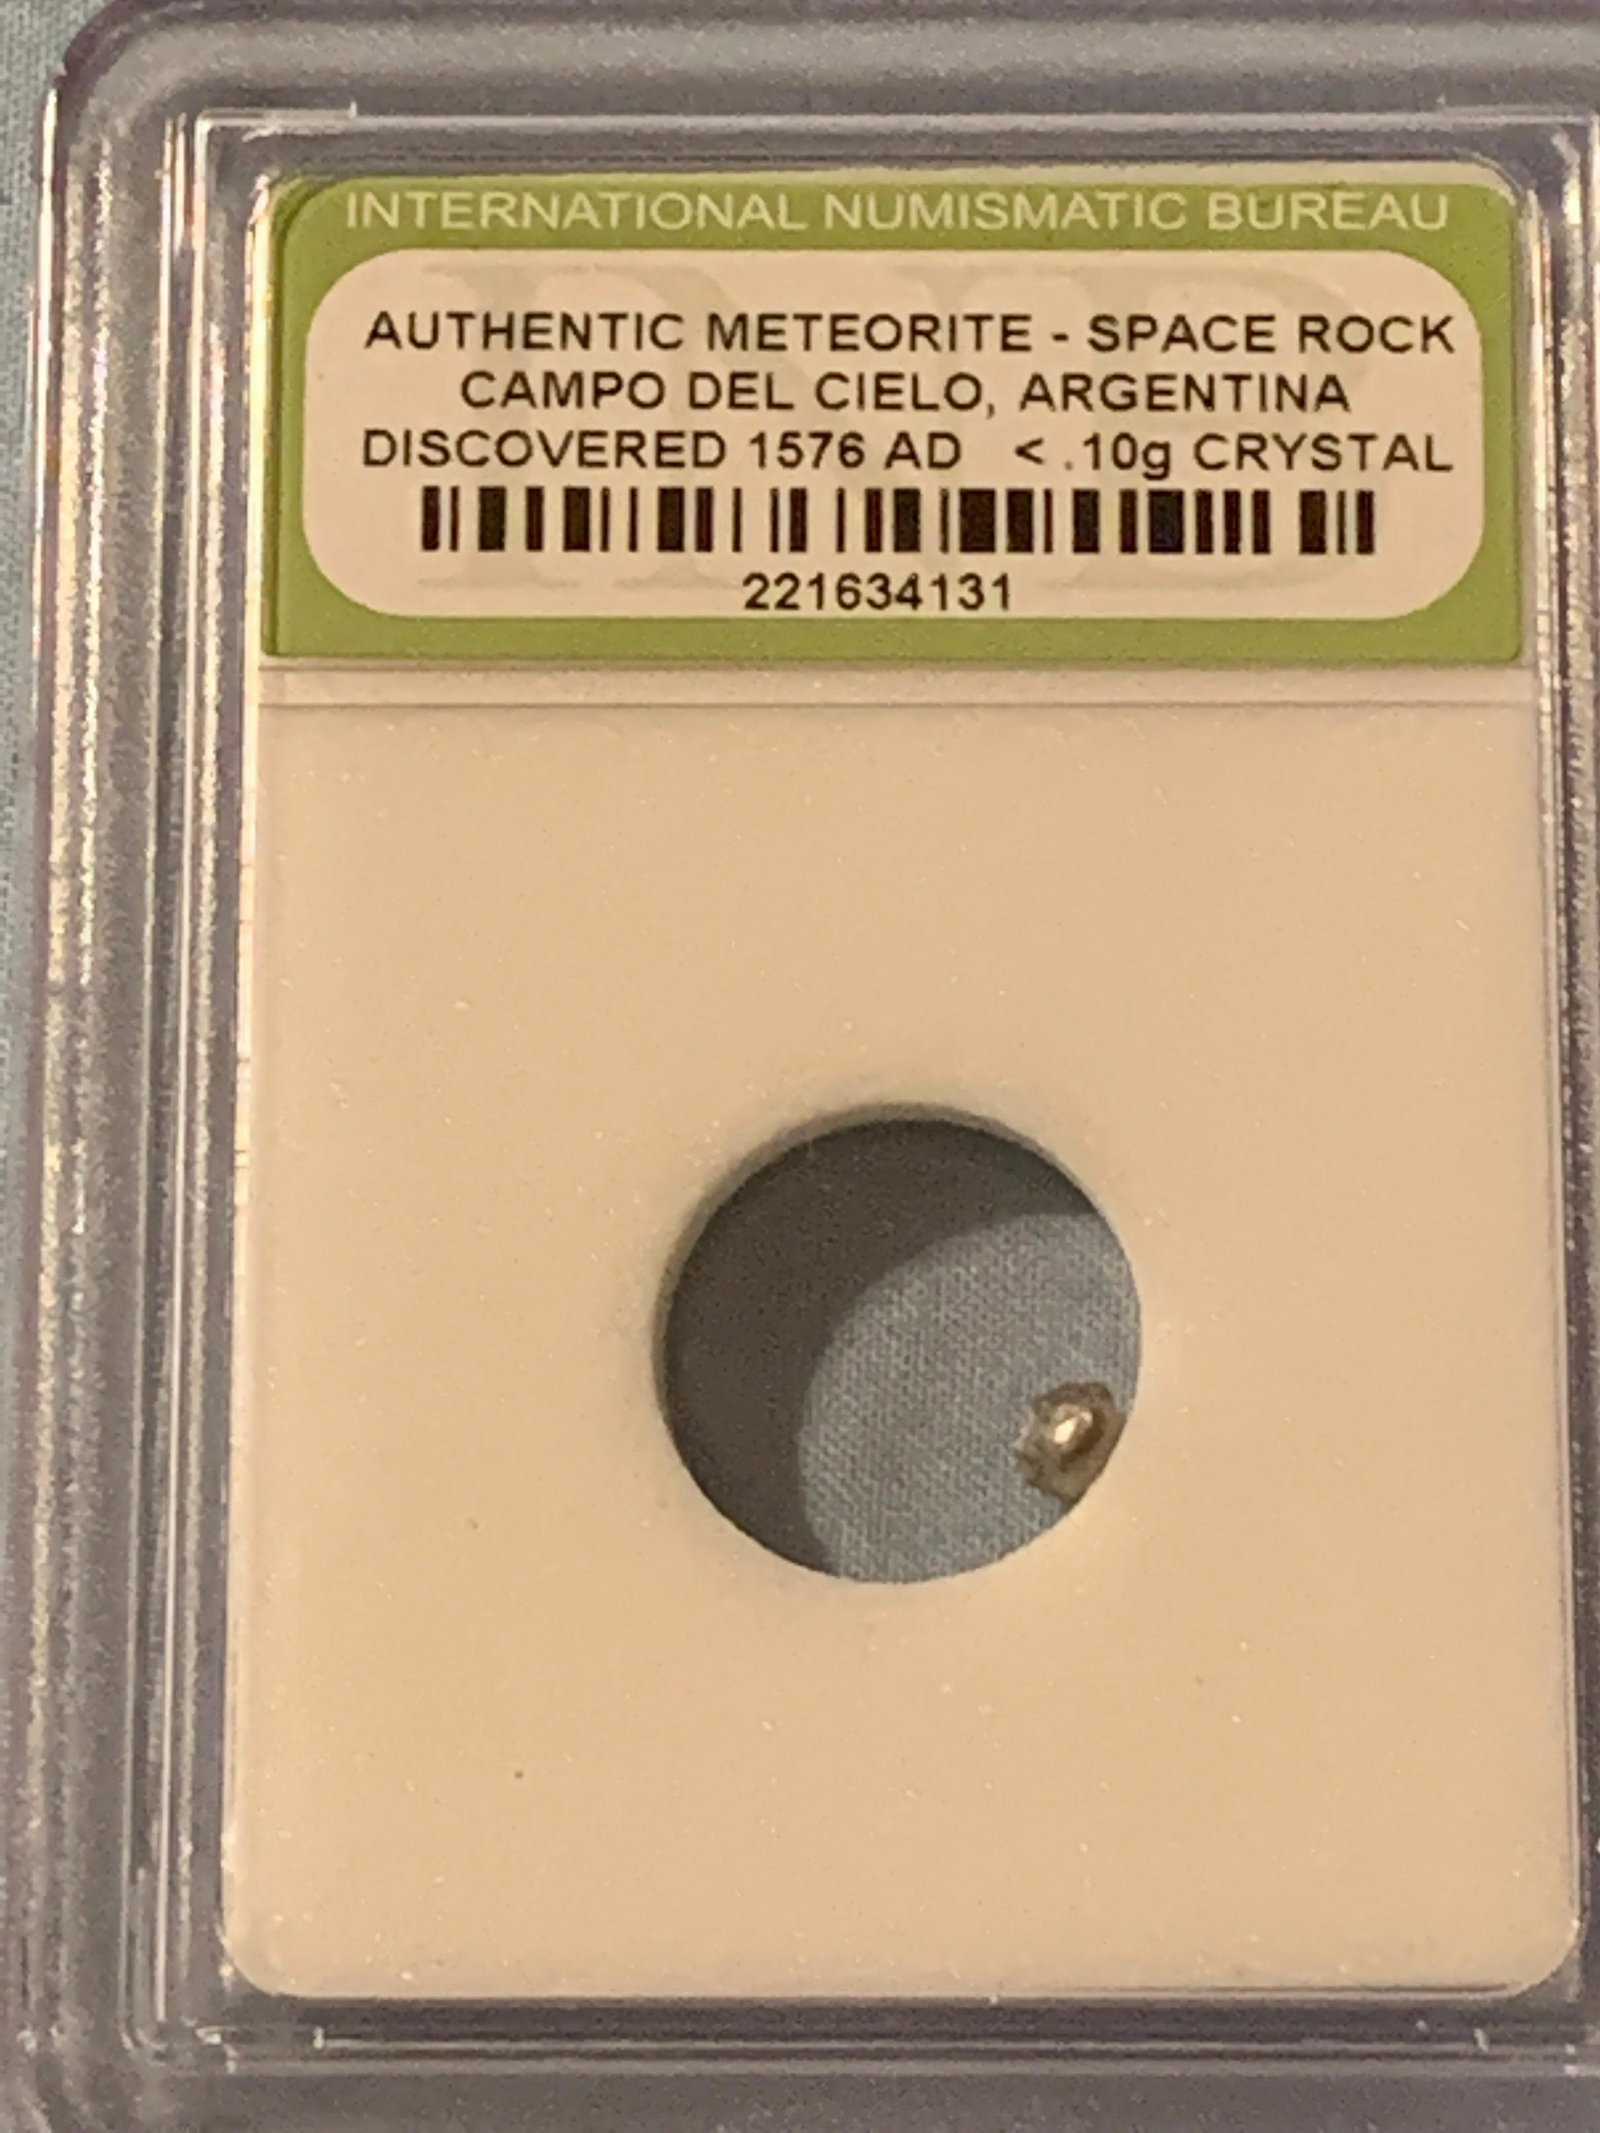 INTERNATIONAL NUMISMATIC BUREAU
AUTHENTIC METEORITE - SPACE ROCK
CAMPO DEL CIELO, ARGENTINA
DISCOVERED 1576 AD < .10g CRYSTAL
221634131